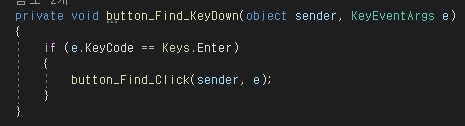 private void button_Find_KeyDown(object sender, KeyEventArgs e)
{
if (e.KeyCode == Keys.Enter)
{
button_Find_Click(sender, e);
}
}